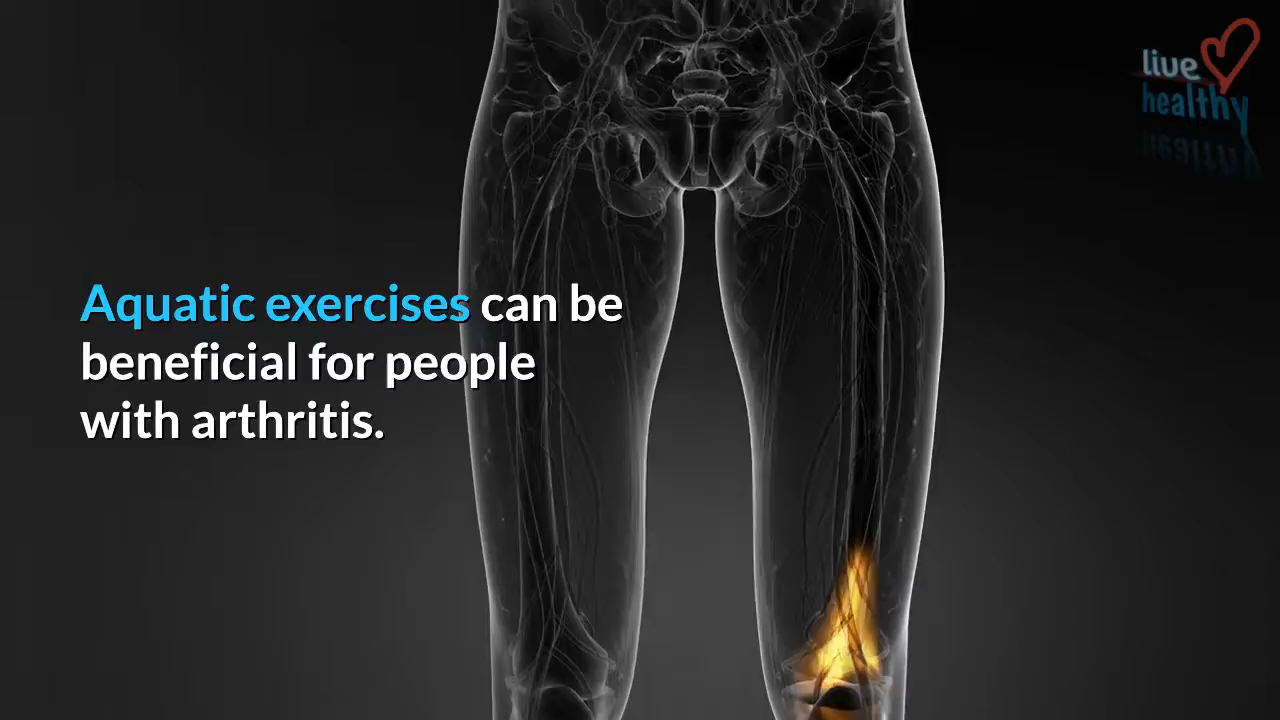 live
healthy
Aquatic exercises can be
beneficial for people
with arthritis.